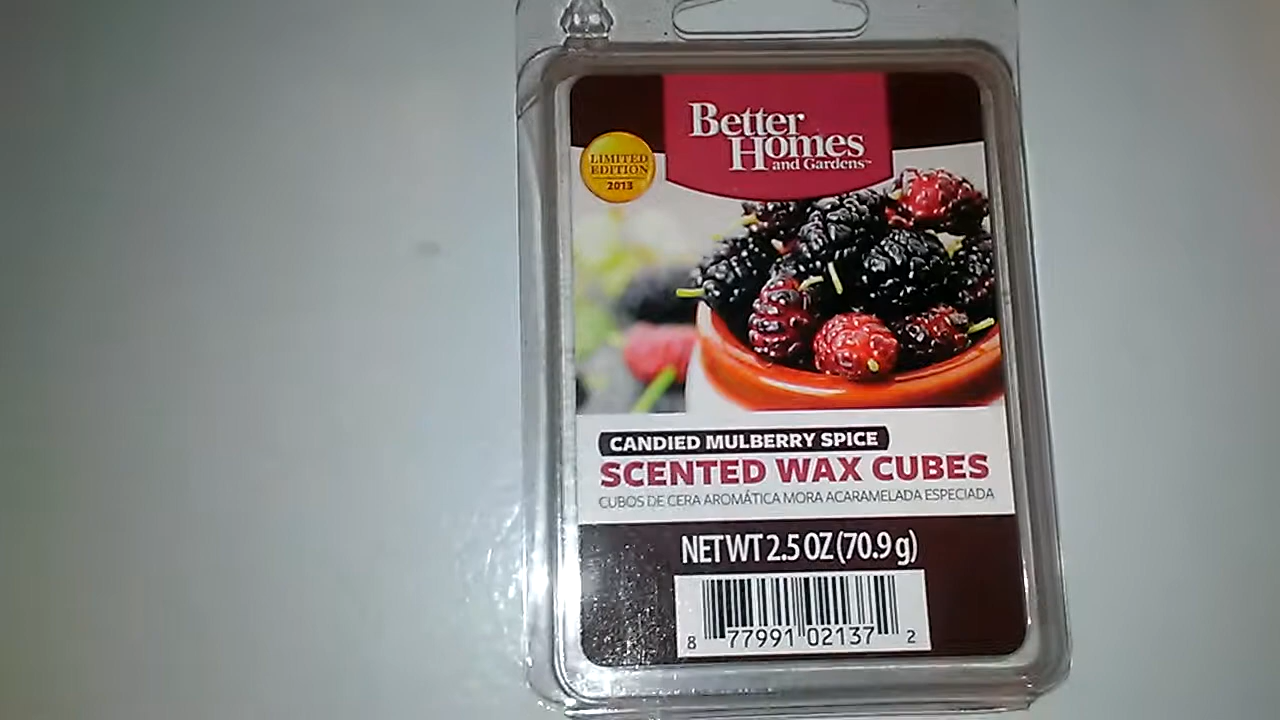 Better
Homes
and Gardens™
LIMITED
EDITION
2013
CANDIED MULBERRY SPICE
SCENTED WAX CUBES
CUBOS DE CERA AROMÁTICA MORA ACARAMELADA ESPECIADA
NET WT 2.5 OZ (70.9 g)
8 77991 02137 2